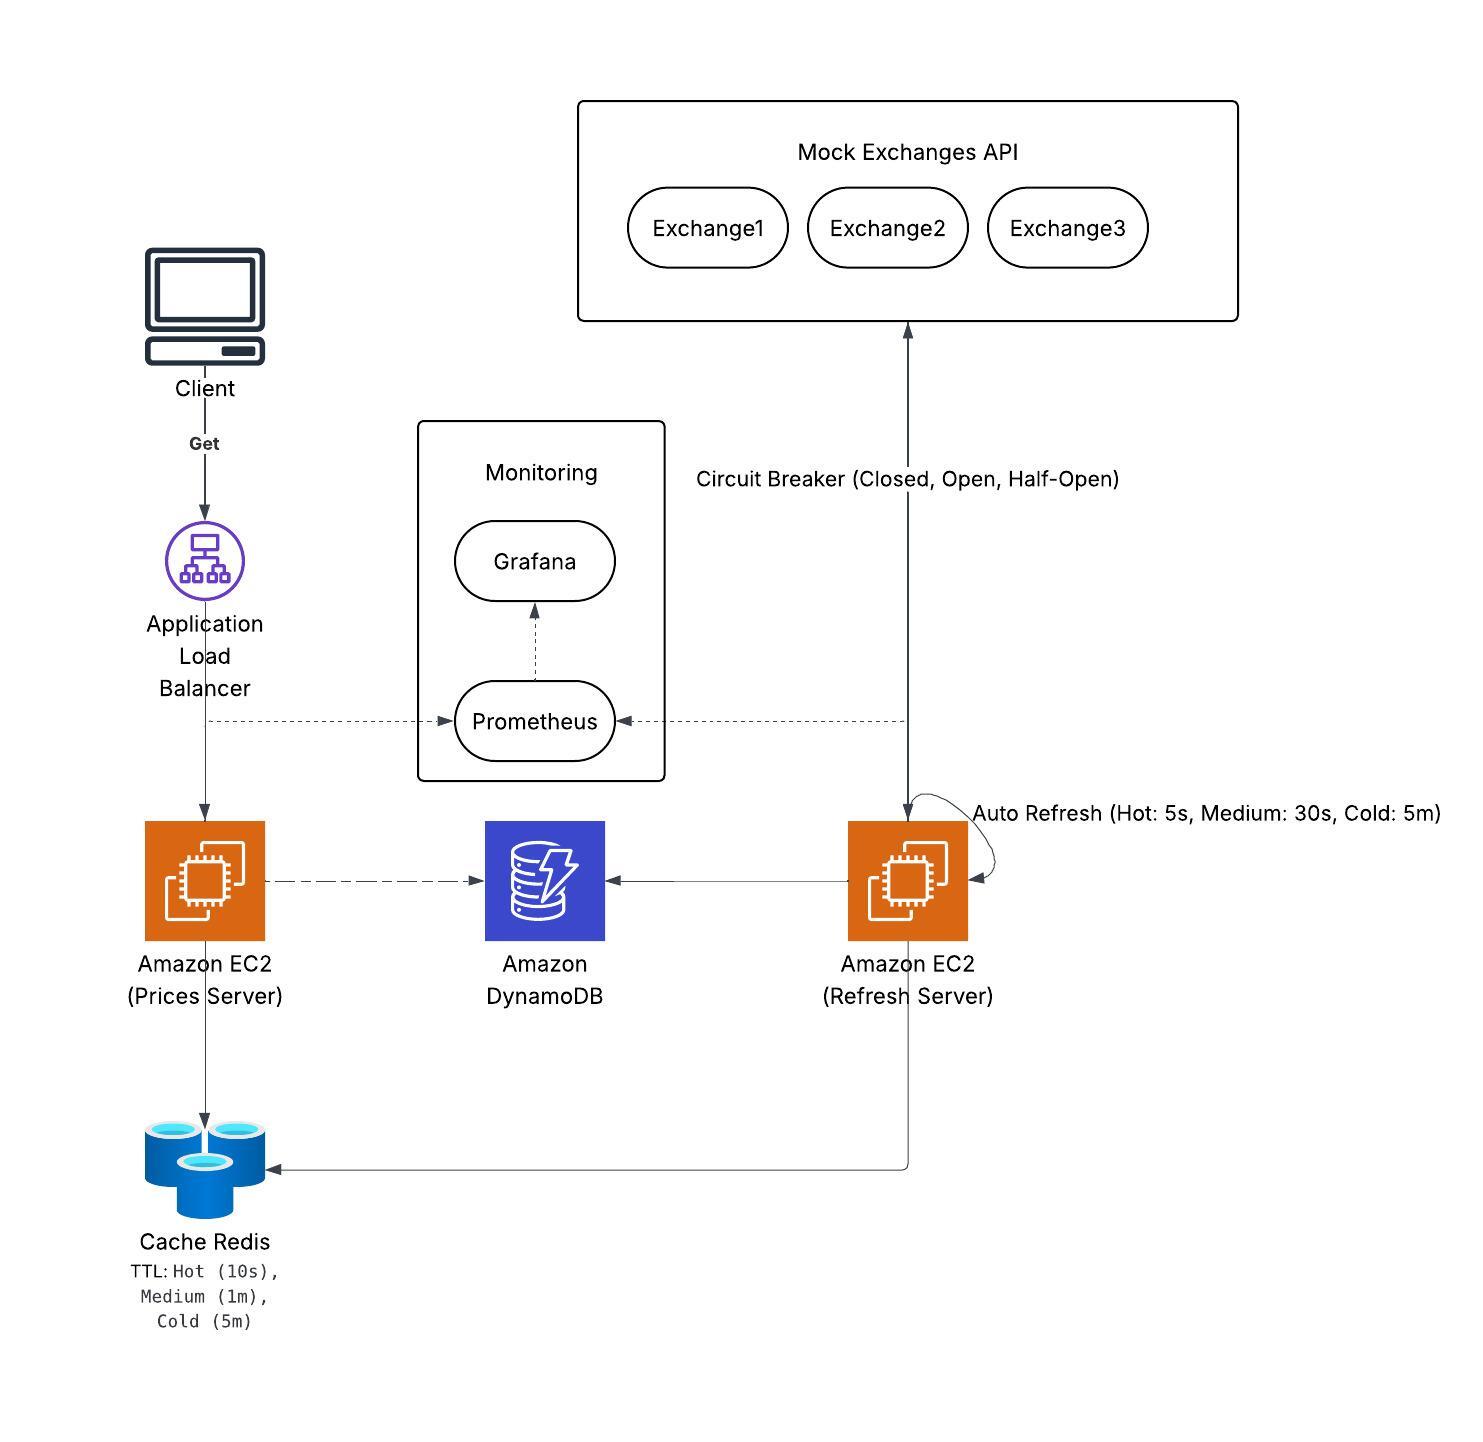 Mock Exchanges API
Exchange1
Exchange2
Exchange3
Client
Get
Monitoring
Circuit Breaker (Closed, Open, Half-Open)
Grafana
Application
Load
Balancer
Prometheus
Auto Refresh (Hot: 5s, Medium: 30s, Cold: 5m)
Amazon EC2
(Prices Server)
Amazon
DynamoDB
Amazon EC2
(Refresh Server)
Cache Redis
TTL: Hot (10s),
Medium (1m),
Cold (5m)